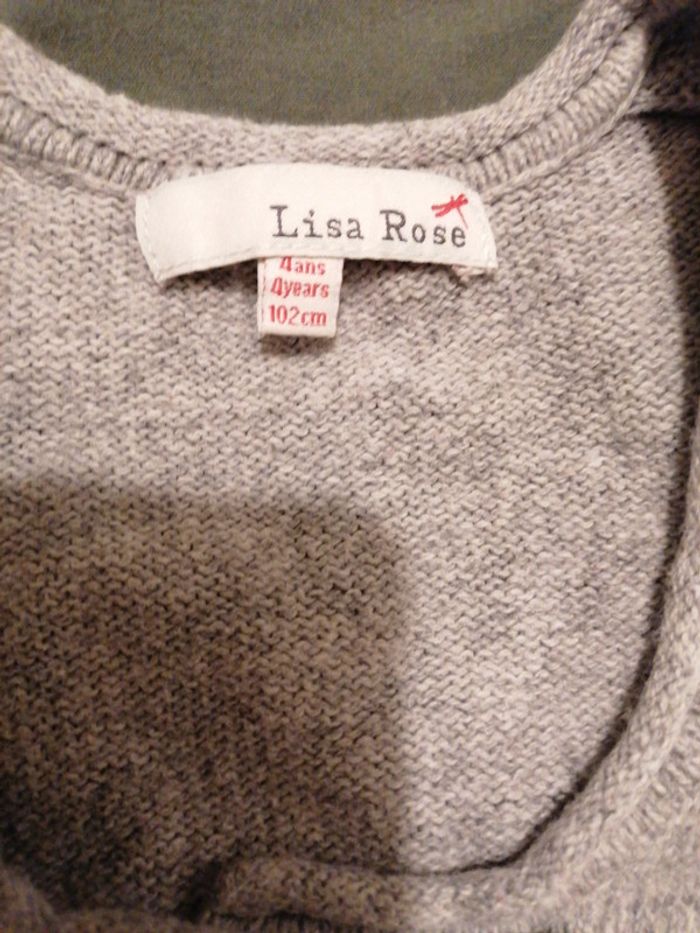 Lisa Rose
4ans
4years
102cm